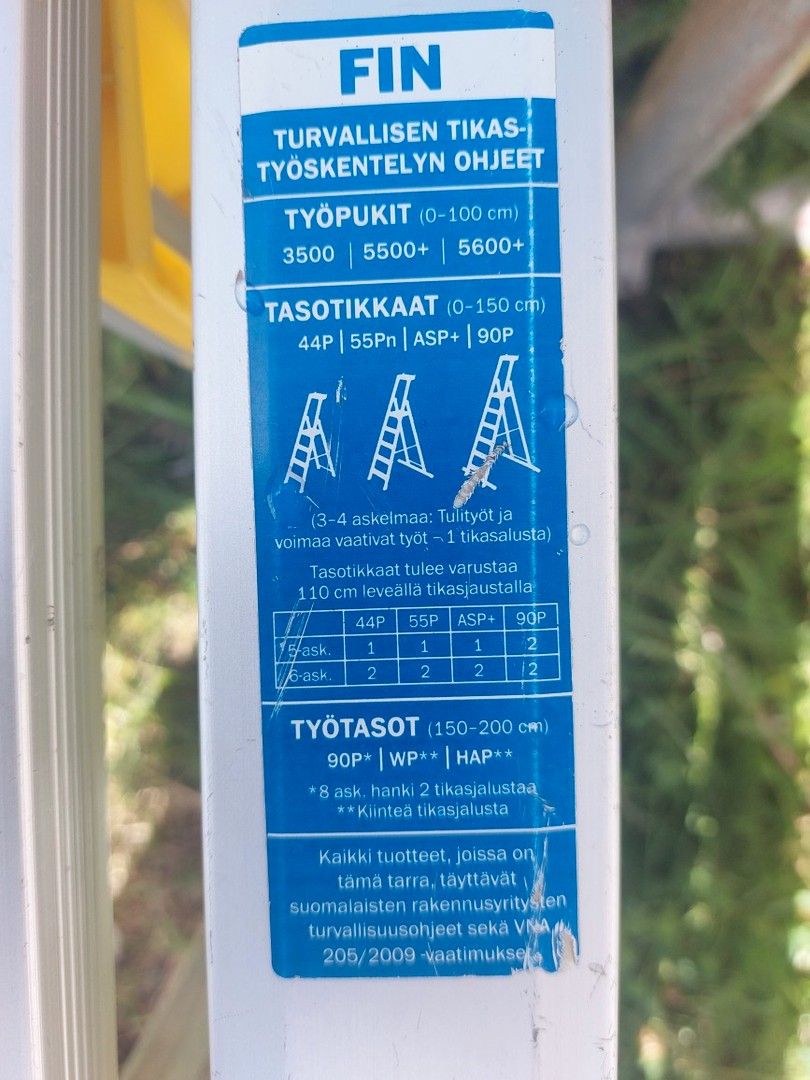 FIN
TURVALLISEN TIKAS-
TYÖSKENTELYN OHJEET
TYÖPUKIT (0-100 cm)
3500 | 5500+ | 5600+
TASOTIKKAAT (0-150 cm)
44P | 55Pn | ASP+ | 90P
(3-4 askelmaa: Tulityöt ja
voimaa vaativat työt → 1 tikasalusta)
Tasotikkaat tulee varustaa
110 cm leveällä tikasjaustalla
44P 55P ASP+ 90P
*5-ask. 1 1 1 2
6-ask. 2 2 2 2
TYÖTASOT (150-200 cm)
90P* | WP** | HAP**
*8 ask. hanki 2 tikasjalustaa
**Kiinteä tikasjalusta
Kaikki tuotteet, joissa on
tämä tarra, täyttävät
suomalaisten rakennusyritysten
turvallisuusohjeet sekä VNA
205/2009 -vaatimukset.